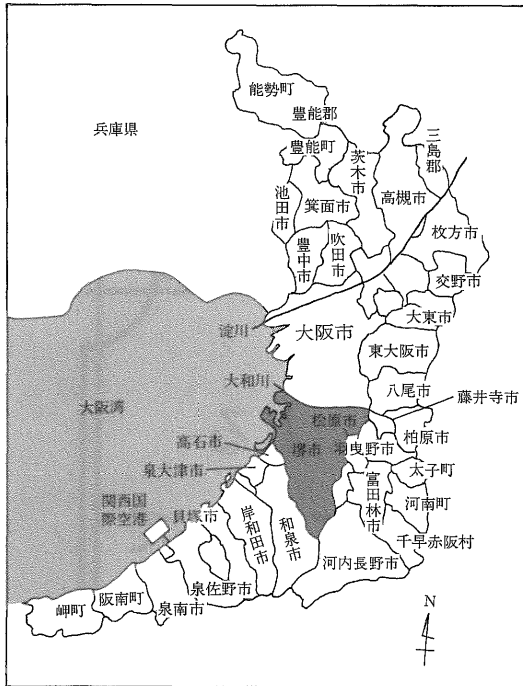 能勢町
豊能郡
兵庫県
豊能町
三島郡
茨木市
高槻市
池田市
箕面市
枚方市
豊中市
吹田市
交野市
淀川
大阪市
大東市
東大阪市
大和川
八尾市
藤井寺市
大阪湾
松原市
高石市
堺市
羽曳野市
柏原市
泉大津市
太子町
関西国
際空港
貝塚市
岸和田市
和泉市
富田林市
河南町
千早赤阪村
河内長野市
泉佐野市
岬町
阪南町
泉南市
N